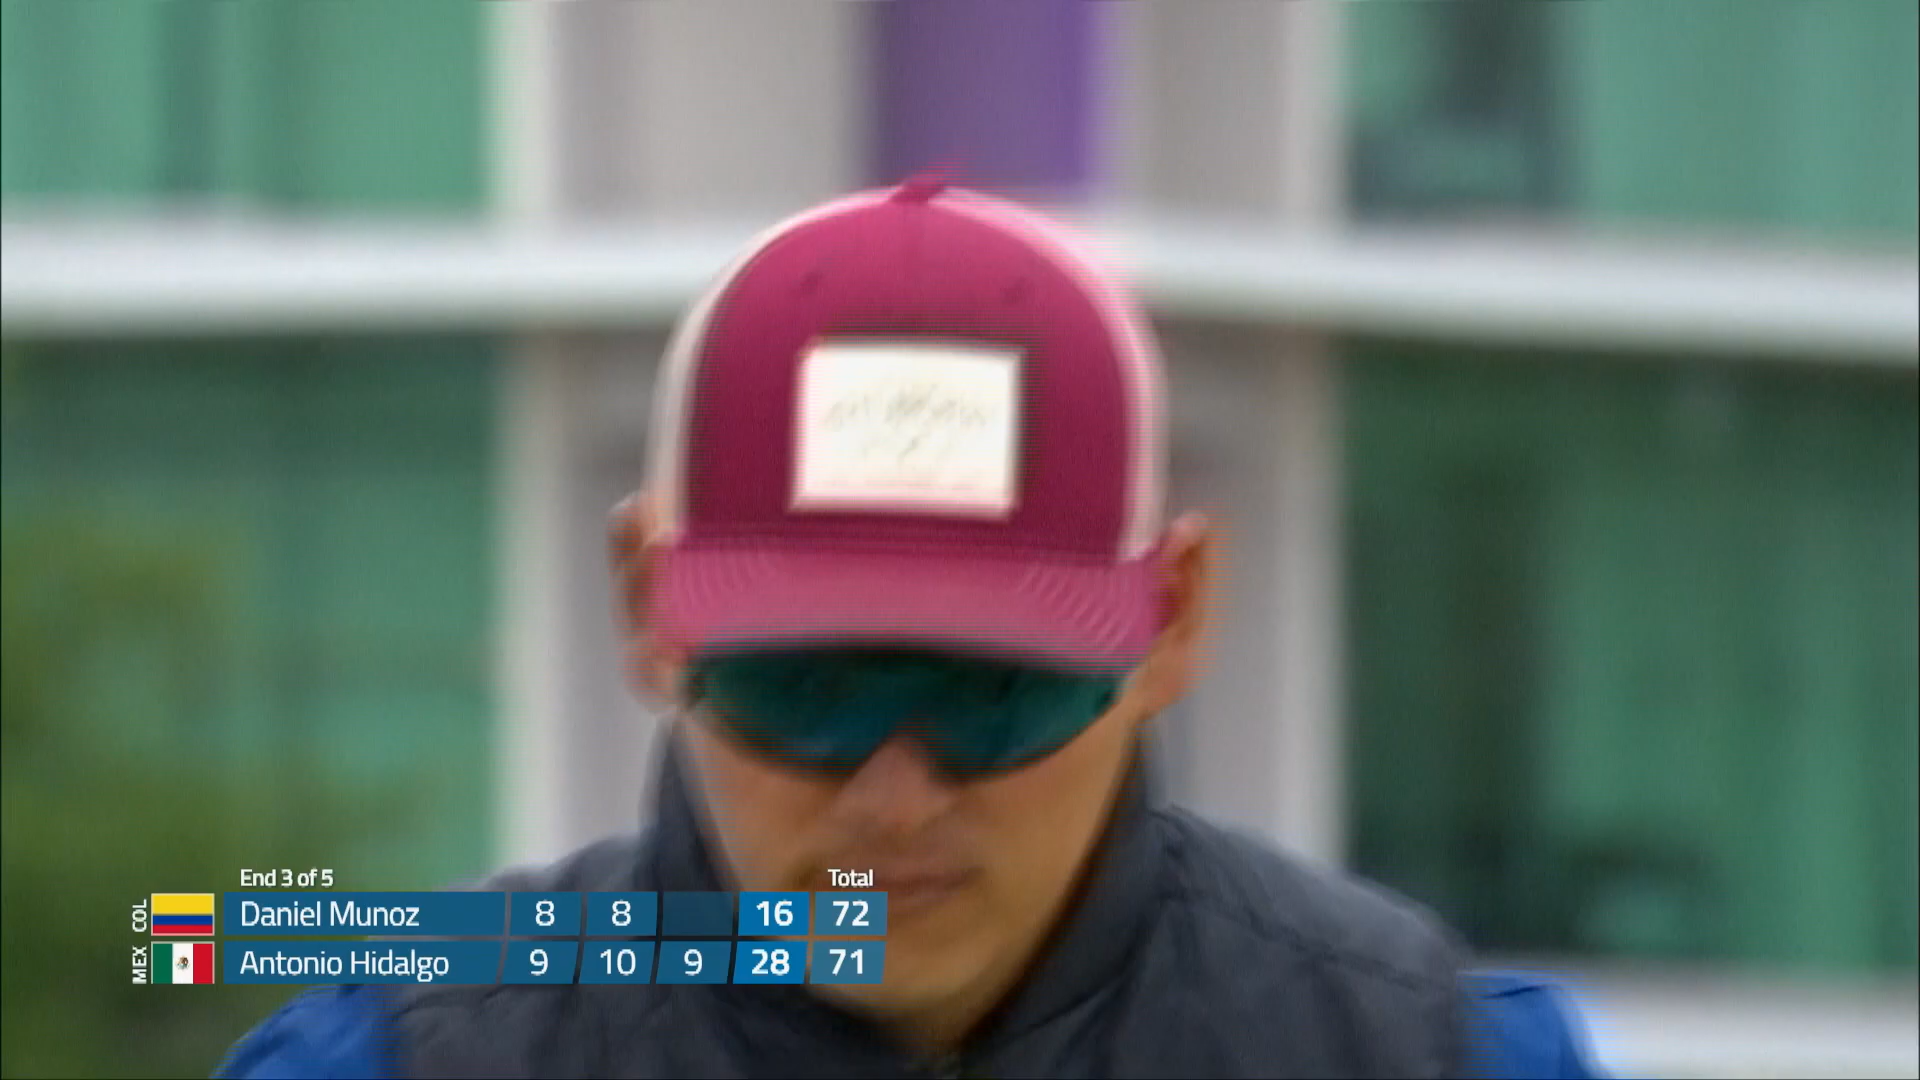 End 3 of 5 Total
COL Daniel Munoz 8 8 16 72
MEX Antonio Hidalgo 9 10 9 28 71